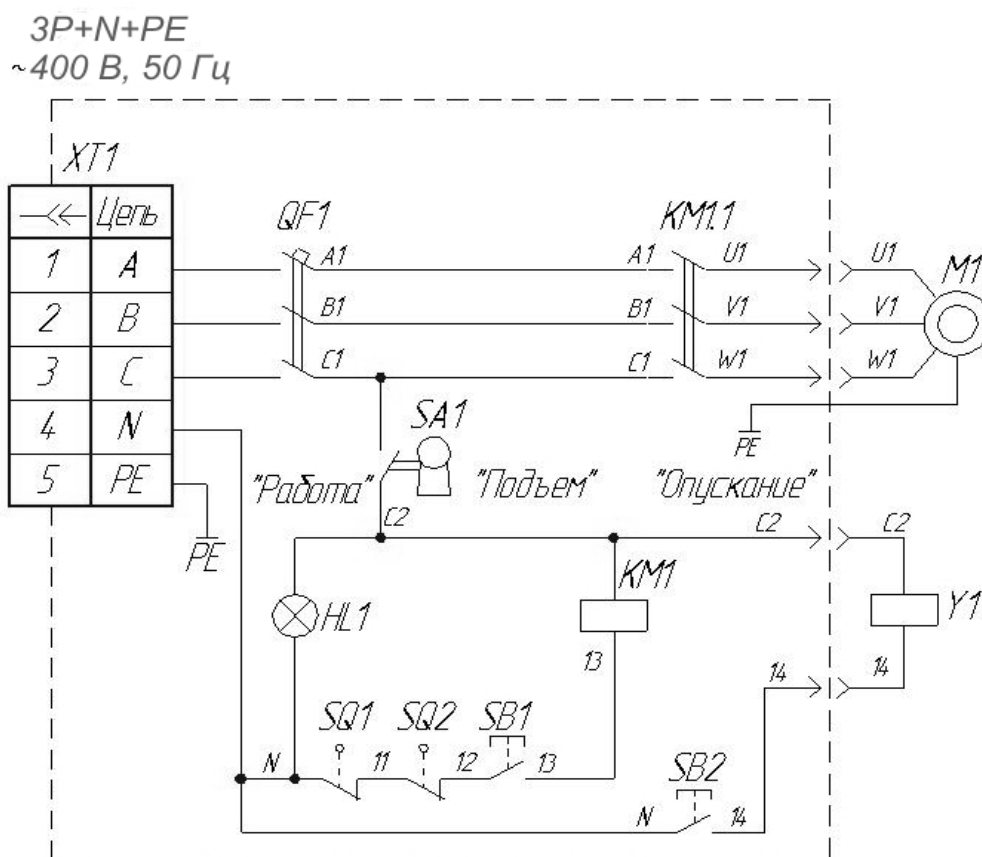 3P+N+PE
~400 В, 50 Гц
XT1
Цепь
1 A
2 B
3 C
4 N
5 PE
PE
QF1
A1
B1
C1
KM1.1
A1
B1
C1
U1
V1
W1
U1
V1
W1
M1
PE
SA1
"Работа"
"Подъем"
"Опускание"
C2
C2
C2
HL1
KM1
13
Y1
14
14
SQ1
SQ2
SB1
N
11
12
13
SB2
N
14